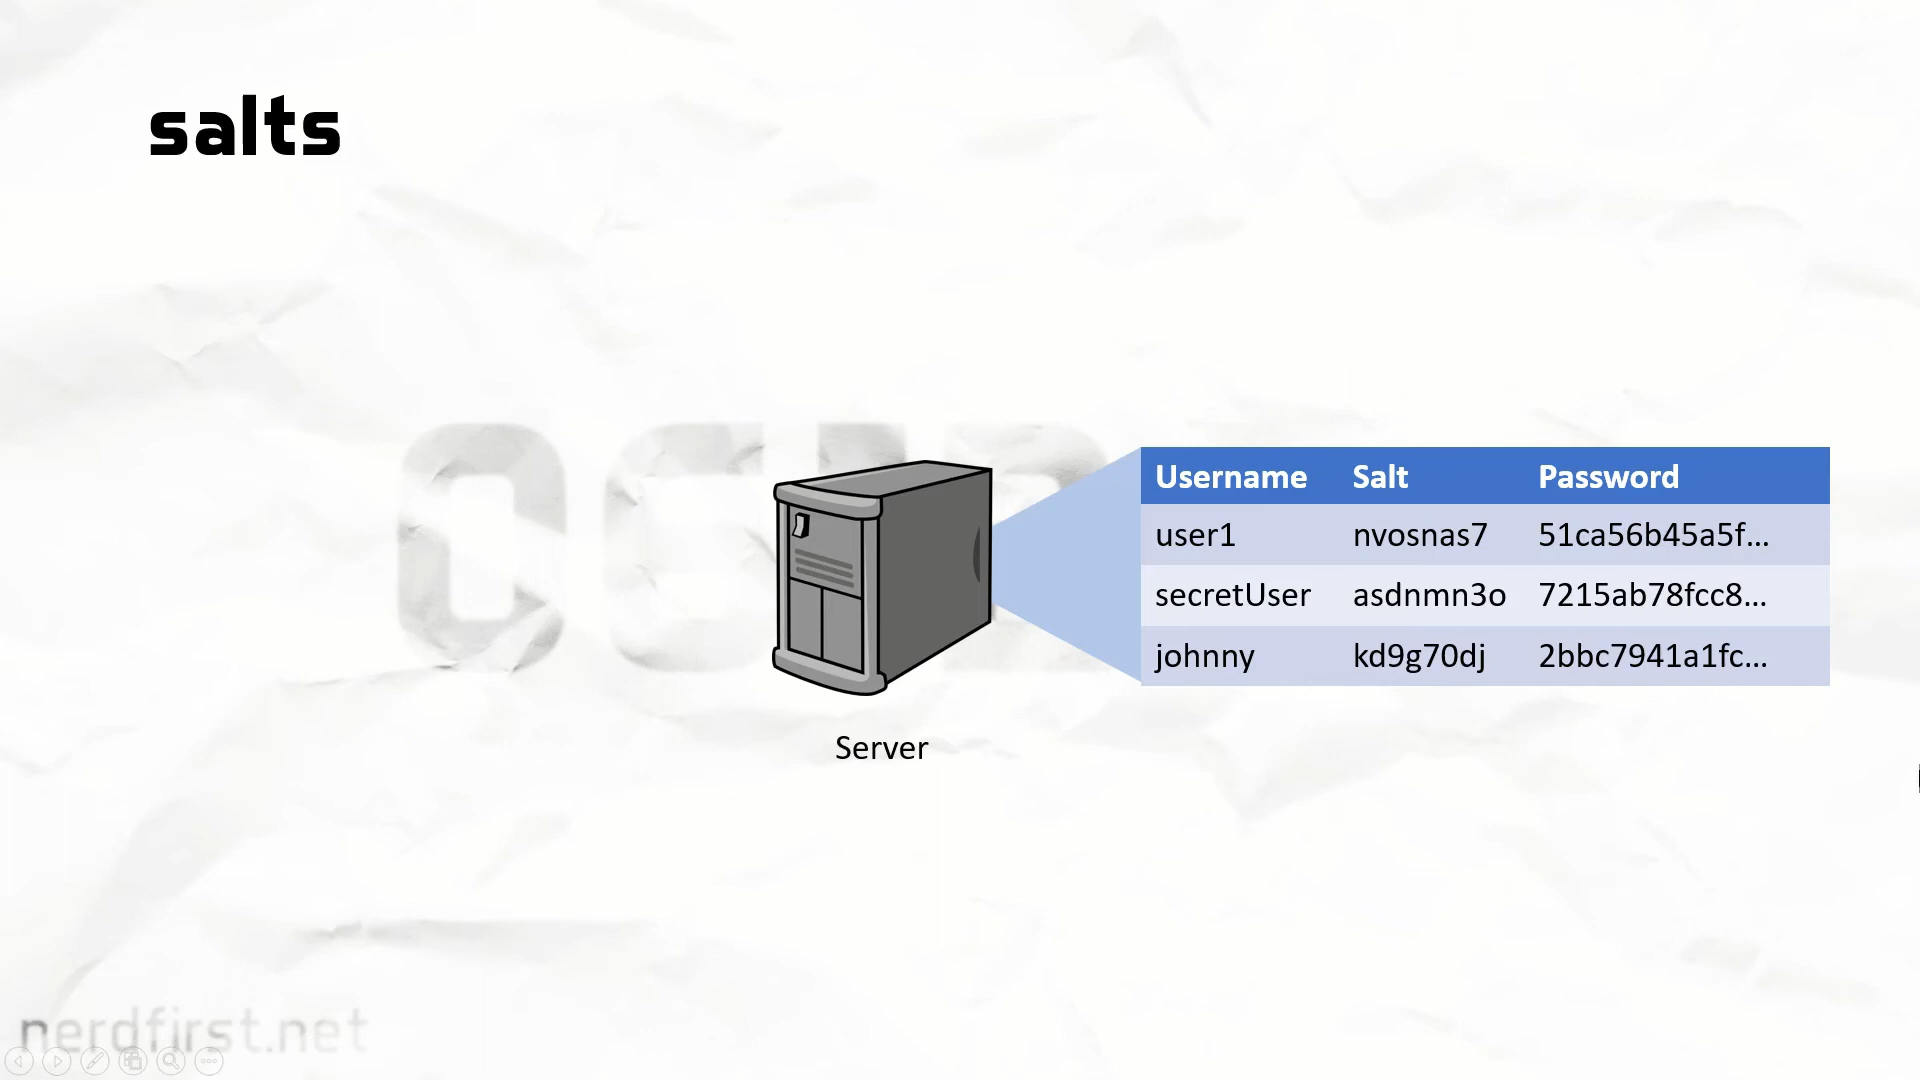 salts
Username Salt Password
user1 nvosnas7 51ca56b45a5f...
secretUser asdnmn3o 7215ab78fcc8...
johnny kd9g70dj 2bbc7941a1fc...
Server
nerdfirst.net